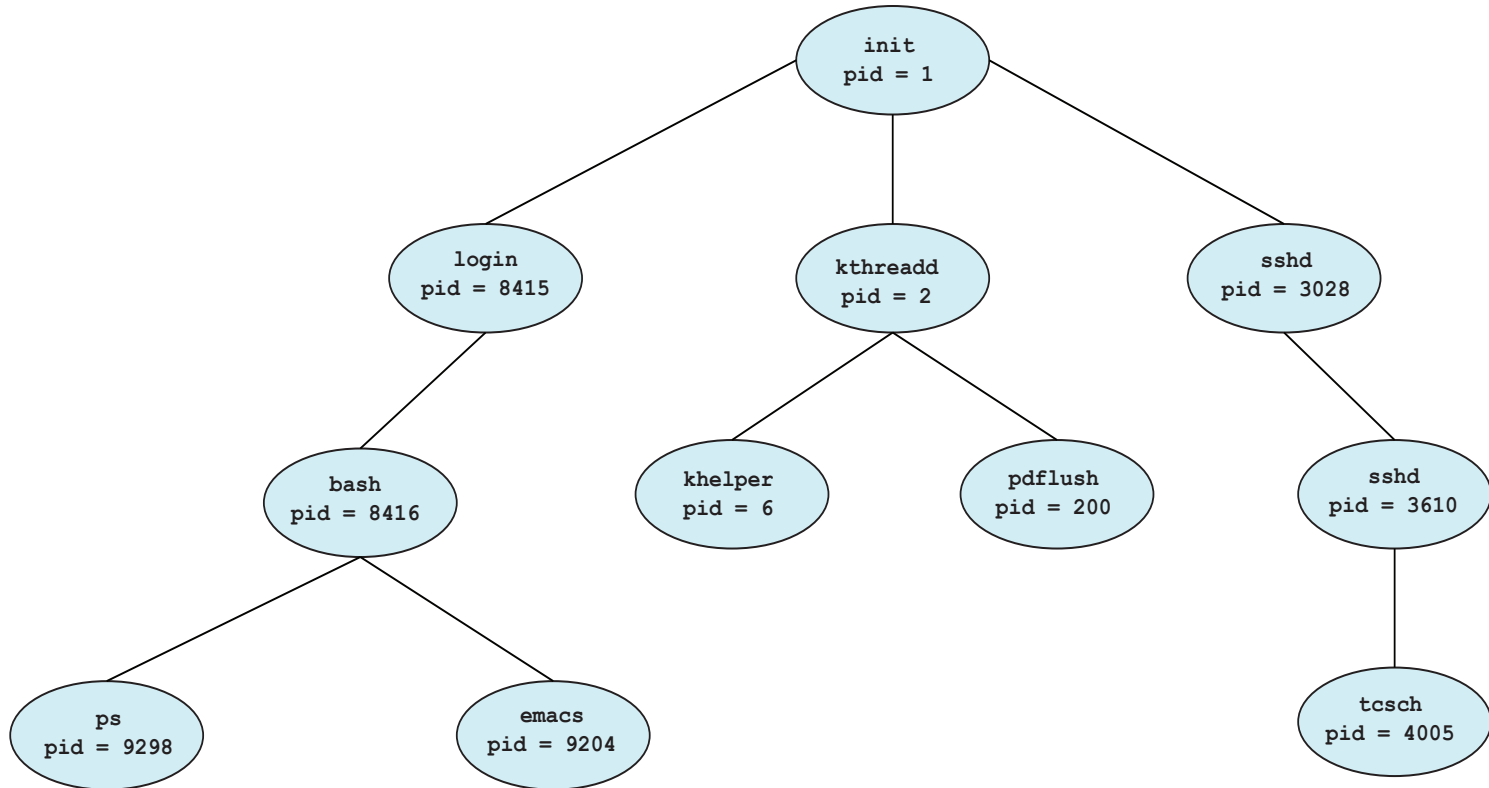 init
pid = 1
login
pid = 8415
kthreadd
pid = 2
sshd
pid = 3028
bash
pid = 8416
khelper
pid = 6
pdflush
pid = 200
sshd
pid = 3610
ps
pid = 9298
emacs
pid = 9204
tcsch
pid = 4005